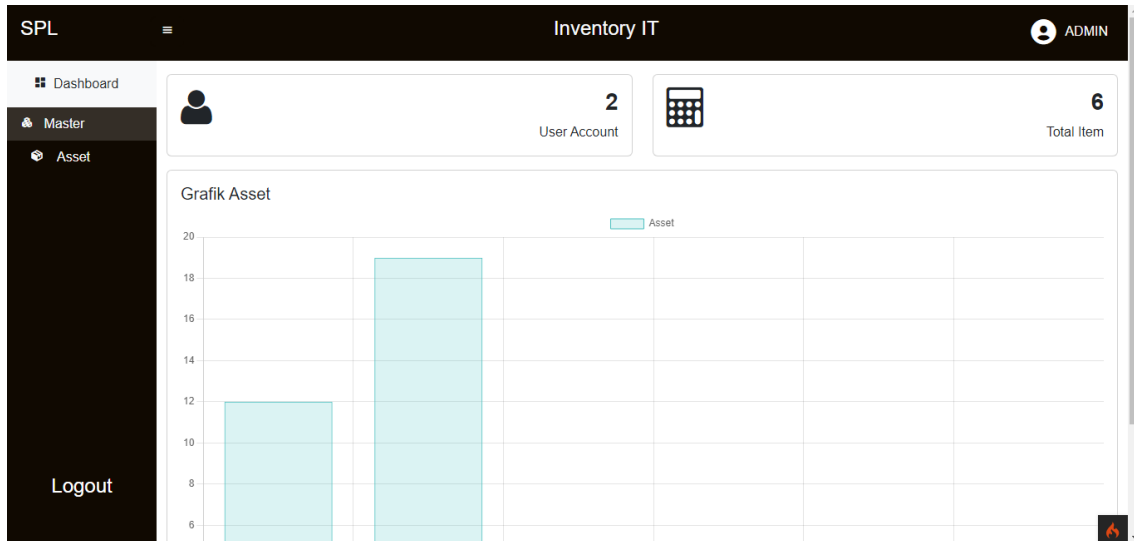 SPL
Inventory IT
ADMIN
Dashboard
Master
Asset
Logout
2
User Account
6
Total Item
Grafik Asset
Asset
20
18
16
14
12
10
8
6